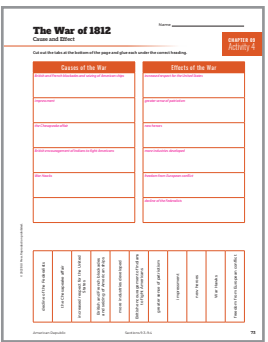 Name
The War of 1812
Cause and Effect
CHAPTER 09
Activity 4
Cut out the tabs at the bottom of the page and glue each under the correct heading.
Causes of the War
Effects of the War
British and French blockades and seizing of American ships
increased respect for the United States
impressment
greater sense of patriotism
the Chesapeake affair
new heroes
British encouragement of Indians to fight Americans
more industries developed
War Hawks
freedom from European conflict
decline of the Federalists
decline of the Federalists
the Chesapeake affair
increased respect for the United
States
British and French blockades
and seizing of American ships
more industries developed
British encouragement of Indians
to fight Americans
greater sense of patriotism
impressment
new heroes
War Hawks
freedom from European conflict
American Republic
73